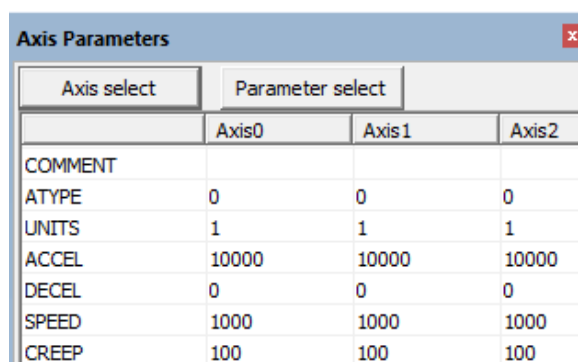 Axis Parameters
x
Axis select Parameter select
Axis0 Axis1 Axis2
COMMENT
ATYPE 0 0 0
UNITS 1 1 1
ACCEL 10000 10000 10000
DECEL 0 0 0
SPEED 1000 1000 1000
CREEP 100 100 100